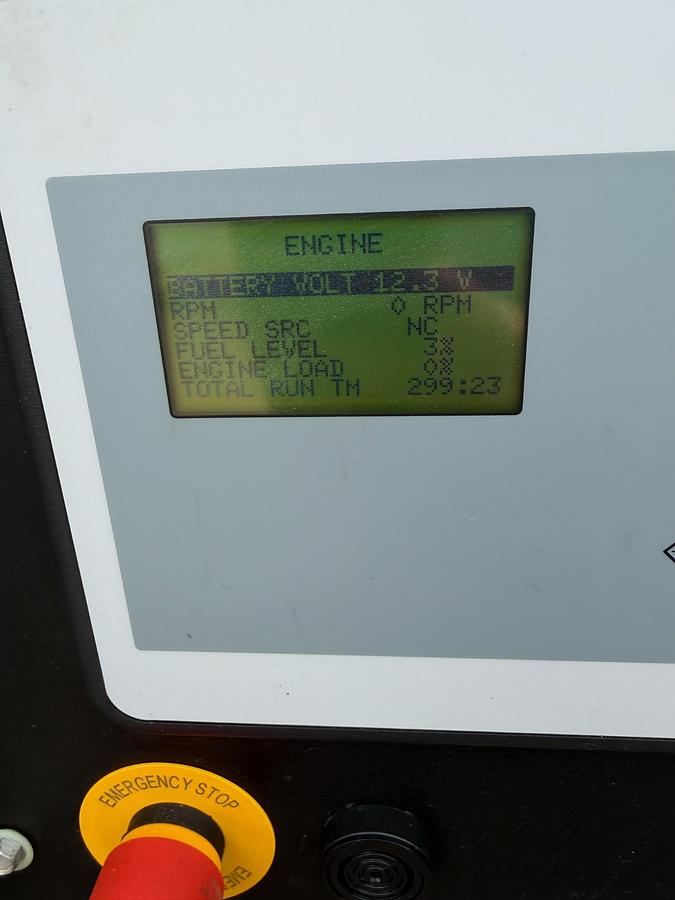 ENGINE
BATTERY VOLT 12.3 V
RPM 0 RPM
SPEED SRC NC
FUEL LEVEL 3%
ENGINE LOAD 0%
TOTAL RUN TM 299:23
EMERGENCY STOP